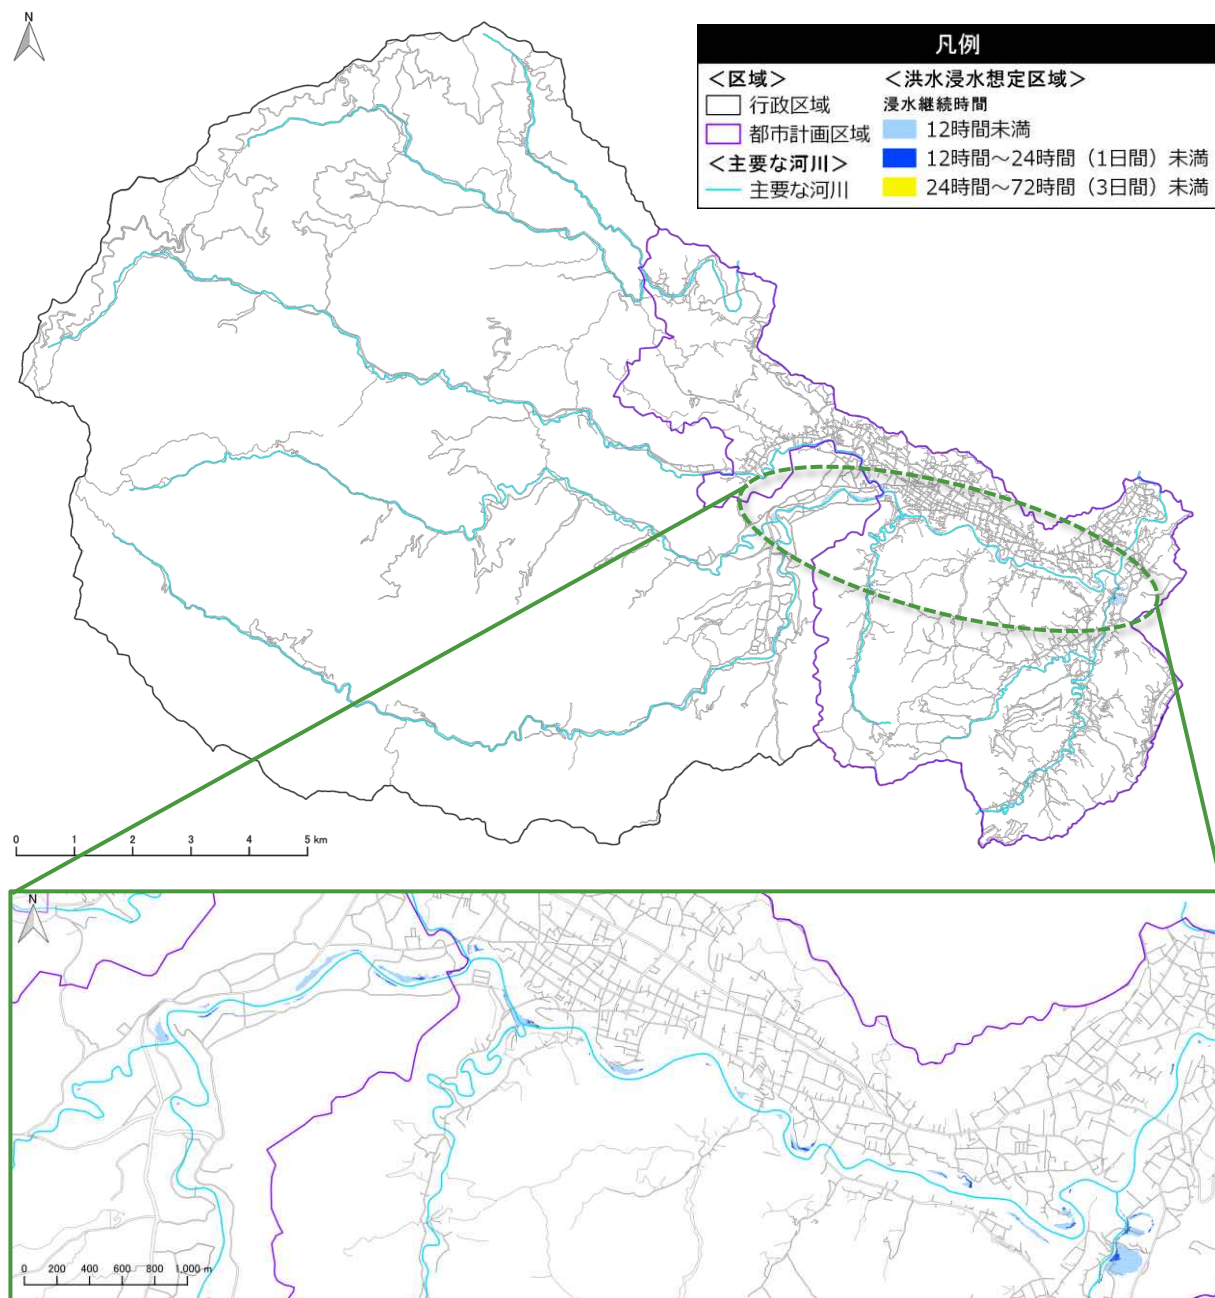 N
凡例
＜区域＞
行政区域
都市計画区域
＜主要な河川＞
主要な河川
＜洪水浸水想定区域＞
浸水継続時間
12時間未満
12時間～24時間（1日間）未満
24時間～72時間（3日間）未満
0 1 2 3 4 5 km
N
0 200 400 600 800 1,000 m